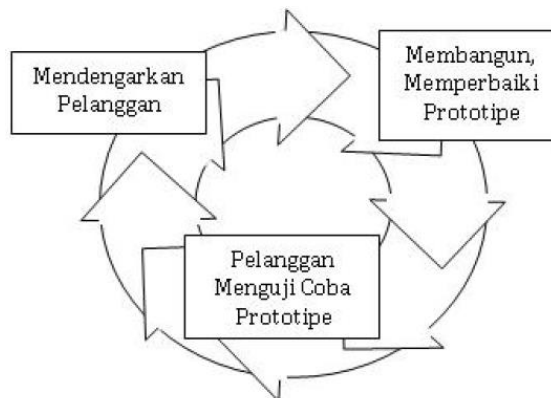 Mendengarkan
Pelanggan
Membangun,
Memperbaiki
Prototipe
Pelanggan
Menguji Coba
Prototipe